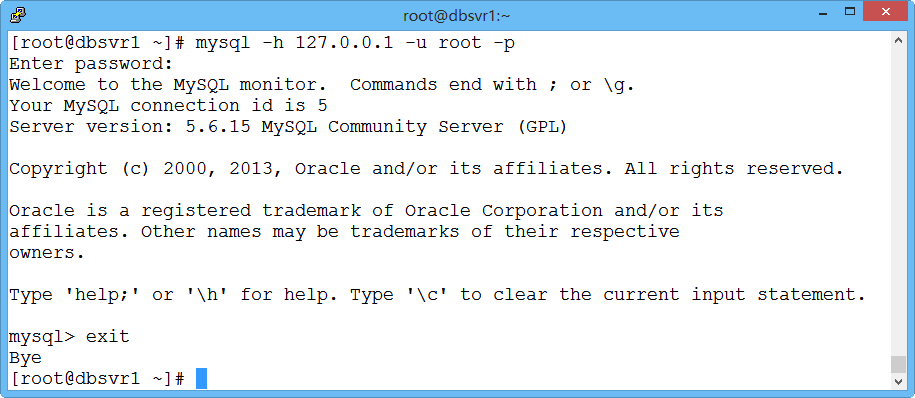 root@dbsvr1:~
[root@dbsvr1 ~]# mysql -h 127.0.0.1 -u root -p
Enter password:
Welcome to the MySQL monitor.  Commands end with ; or \g.
Your MySQL connection id is 5
Server version: 5.6.15 MySQL Community Server (GPL)

Copyright (c) 2000, 2013, Oracle and/or its affiliates. All rights reserved.

Oracle is a registered trademark of Oracle Corporation and/or its
affiliates. Other names may be trademarks of their respective
owners.

Type 'help;' or '\h' for help. Type '\c' to clear the current input statement.

mysql> exit
Bye
[root@dbsvr1 ~]#